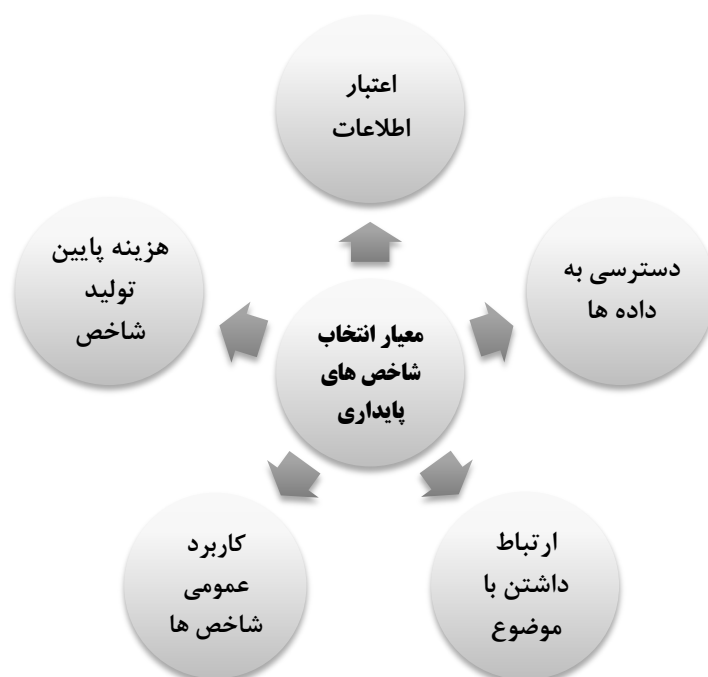 اعتبار
اطلاعات
دسترسی به
داده ها
هزینه پایین
تولید
شاخص
معیار انتخاب
شاخص های
پایداری
ارتباط
داشتن با
موضوع
کاربرد
عمومی
شاخص ها